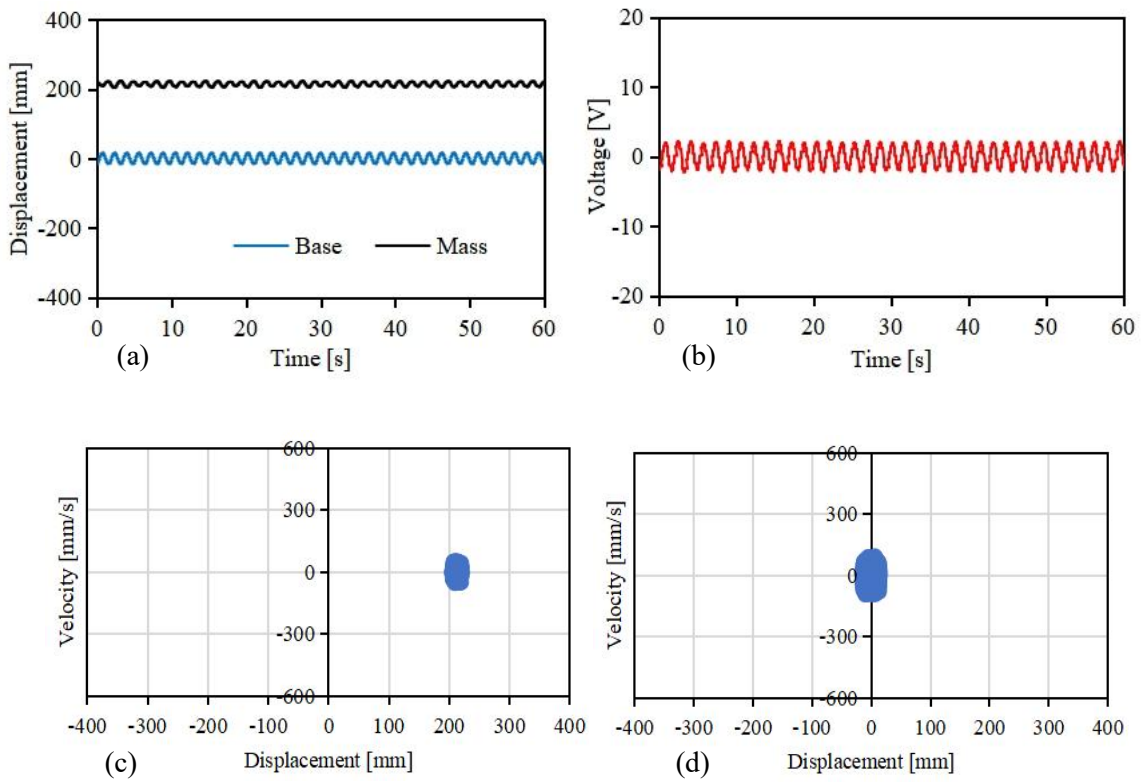 400
200
0
-200
-400
Displacement [mm]
Base
Mass
0 10 20 30 40 50 60
Time [s]
(a)
20
10
0
-10
-20
Voltage [V]
0 10 20 30 40 50 60
Time [s]
(b)
600
300
0
-300
-600
Velocity [mm/s]
-400 -300 -200 -100 0 100 200 300 400
Displacement [mm]
(c)
600
300
0
-300
-600
Velocity [mm/s]
-400 -300 -200 -100 0 100 200 300 400
Displacement [mm]
(d)